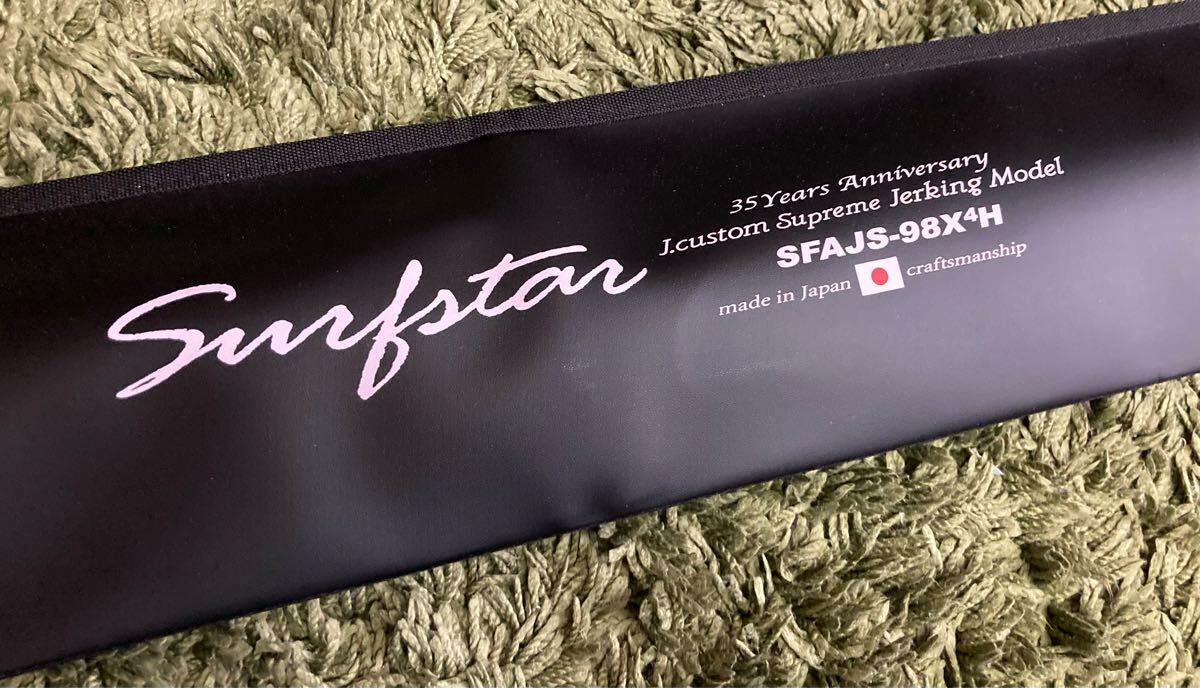 Surfstar
35 Years Anniversary
J.custom Supreme Jerking Model
SFAJS-98X⁴H
made in Japan craftsmanship